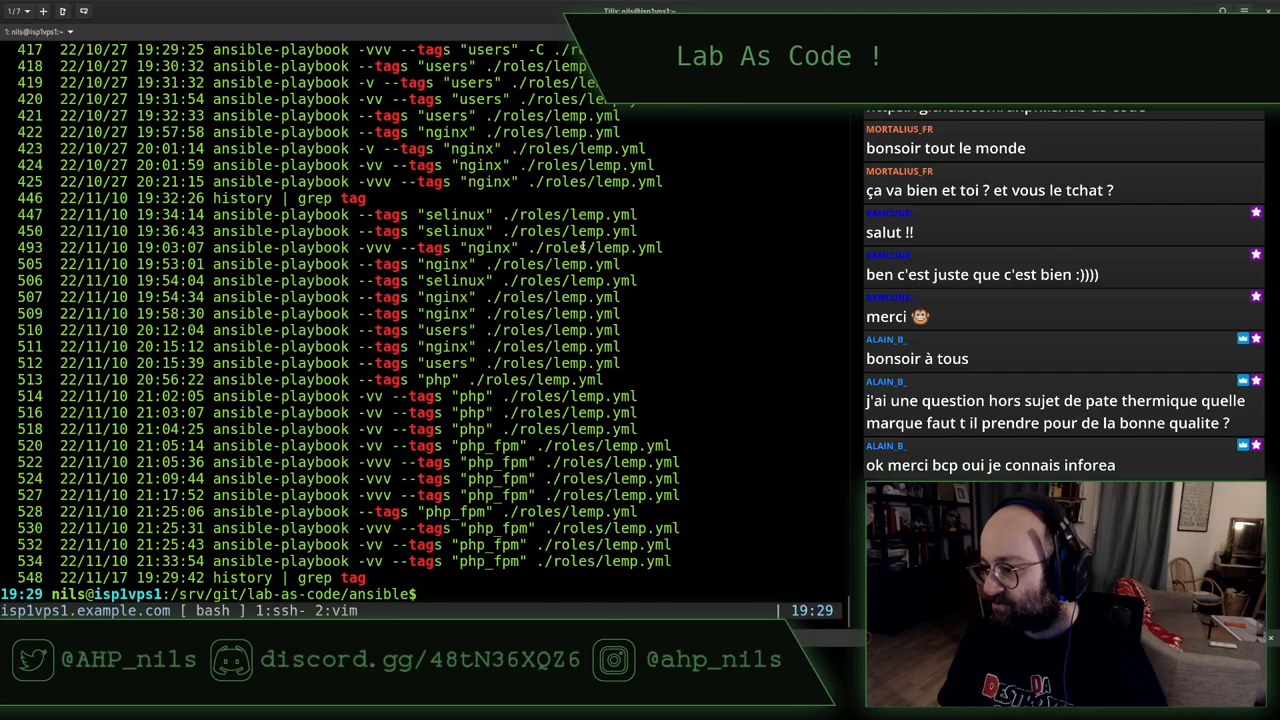 1/7
Tilix: nils@isp1vps1:~
1: nils@isp1vps1:~
Lab As Code !
417 22/10/27 19:29:25 ansible-playbook -vvv --tags "users" -C ./r
418 22/10/27 19:30:32 ansible-playbook --tags "users" ./roles/lemp
419 22/10/27 19:31:52 ansible-playbook -v --tags "users" ./roles/le
420 22/10/27 19:31:54 ansible-playbook -vv --tags "users" ./roles/
421 22/10/27 19:32:33 ansible-playbook --tags "users" ./roles/lemp.yml
422 22/10/27 19:57:58 ansible-playbook --tags "nginx" ./roles/lemp.yml
423 22/10/27 20:01:14 ansible-playbook -v --tags "nginx" ./roles/lemp.yml
424 22/10/27 20:01:59 ansible-playbook -vv --tags "nginx" ./roles/lemp.yml
425 22/10/27 20:21:15 ansible-playbook -vvv --tags "nginx" ./roles/lemp.yml
446 22/11/10 19:32:26 history | grep tag
447 22/11/10 19:34:14 ansible-playbook --tags "selinux" ./roles/lemp.yml
450 22/11/10 19:36:43 ansible-playbook --tags "selinux" ./roles/lemp.yml
493 22/11/10 19:03:07 ansible-playbook -vvv --tags "nginx" ./roles/lemp.yml
505 22/11/10 19:53:01 ansible-playbook --tags "nginx" ./roles/lemp.yml
506 22/11/10 19:54:04 ansible-playbook --tags "selinux" ./roles/lemp.yml
507 22/11/10 19:54:34 ansible-playbook --tags "nginx" ./roles/lemp.yml
509 22/11/10 19:58:30 ansible-playbook --tags "nginx" ./roles/lemp.yml
510 22/11/10 20:12:04 ansible-playbook --tags "users" ./roles/lemp.yml
511 22/11/10 20:15:12 ansible-playbook --tags "nginx" ./roles/lemp.yml
512 22/11/10 20:15:39 ansible-playbook --tags "users" ./roles/lemp.yml
513 22/11/10 20:56:22 ansible-playbook --tags "php" ./roles/lemp.yml
514 22/11/10 21:02:05 ansible-playbook -vv --tags "php" ./roles/lemp.yml
516 22/11/10 21:03:07 ansible-playbook -vv --tags "php" ./roles/lemp.yml
518 22/11/10 21:04:25 ansible-playbook -vv --tags "php" ./roles/lemp.yml
520 22/11/10 21:05:14 ansible-playbook -vv --tags "php_fpm" ./roles/lemp.yml
522 22/11/10 21:05:36 ansible-playbook -vvv --tags "php_fpm" ./roles/lemp.yml
524 22/11/10 21:09:44 ansible-playbook -vvv --tags "php_fpm" ./roles/lemp.yml
527 22/11/10 21:17:52 ansible-playbook -vvv --tags "php_fpm" ./roles/lemp.yml
528 22/11/10 21:25:06 ansible-playbook --tags "php_fpm" ./roles/lemp.yml
530 22/11/10 21:25:31 ansible-playbook -vvv --tags "php_fpm" ./roles/lemp.yml
532 22/11/10 21:25:43 ansible-playbook -vv --tags "php_fpm" ./roles/lemp.yml
534 22/11/10 21:33:54 ansible-playbook -vv --tags "php_fpm" ./roles/lemp.yml
548 22/11/17 19:29:42 history | grep tag
19:29 nils@isp1vps1:/srv/git/lab-as-code/ansible$
isp1vps1.example.com [ bash ] 1:ssh- 2:vim | 19:29
MORTALIUS_FR
bonsoir tout le monde
MORTALIUS_FR
ça va bien et toi ? et vous le tchat ?
RANCUNE_
salut !!
RANCUNE_
ben c'est juste que c'est bien :))))
RANCUNE_
merci
ALAIN_B_
bonsoir à tous
ALAIN_B_
j'ai une question hors sujet de pate thermique quelle
marque faut t il prendre pour de la bonne qualite ?
ALAIN_B_
ok merci bcp oui je connais inforea
@AHP_nils discord.gg/48tN36XQZ6 @ahp_nils